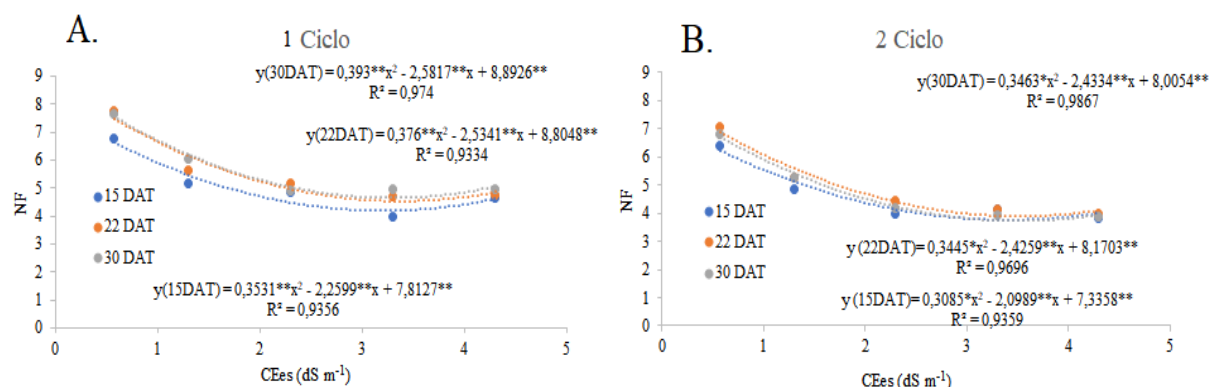 A.
1 Ciclo
y(30DAT) = 0,393**x² - 2,5817**x + 8,8926**
R² = 0,974
y(22DAT) = 0,376**x² - 2,5341**x + 8,8048**
R² = 0,9334
9
8
7
6
5
4
3
2
1
0
NF
15 DAT
22 DAT
30 DAT
y(15DAT) = 0,3531**x² - 2,2599**x + 7,8127**
R² = 0,9356
0 1 2 3 4 5
CEes (dS m⁻¹)
B.
2 Ciclo
y(30DAT) = 0,3463*x² - 2,4334**x + 8,0054**
R² = 0,9867
9
8
7
6
5
4
3
2
1
0
NF
15 DAT
22 DAT
30 DAT
y (22DAT) = 0,3445*x² - 2,4259**x + 8,1703**
R² = 0,9696
y (15DAT)= 0,3085*x² - 2,0989**x + 7,3358**
R² = 0,9359
0 1 2 3 4 5
CEes (dS m⁻¹)